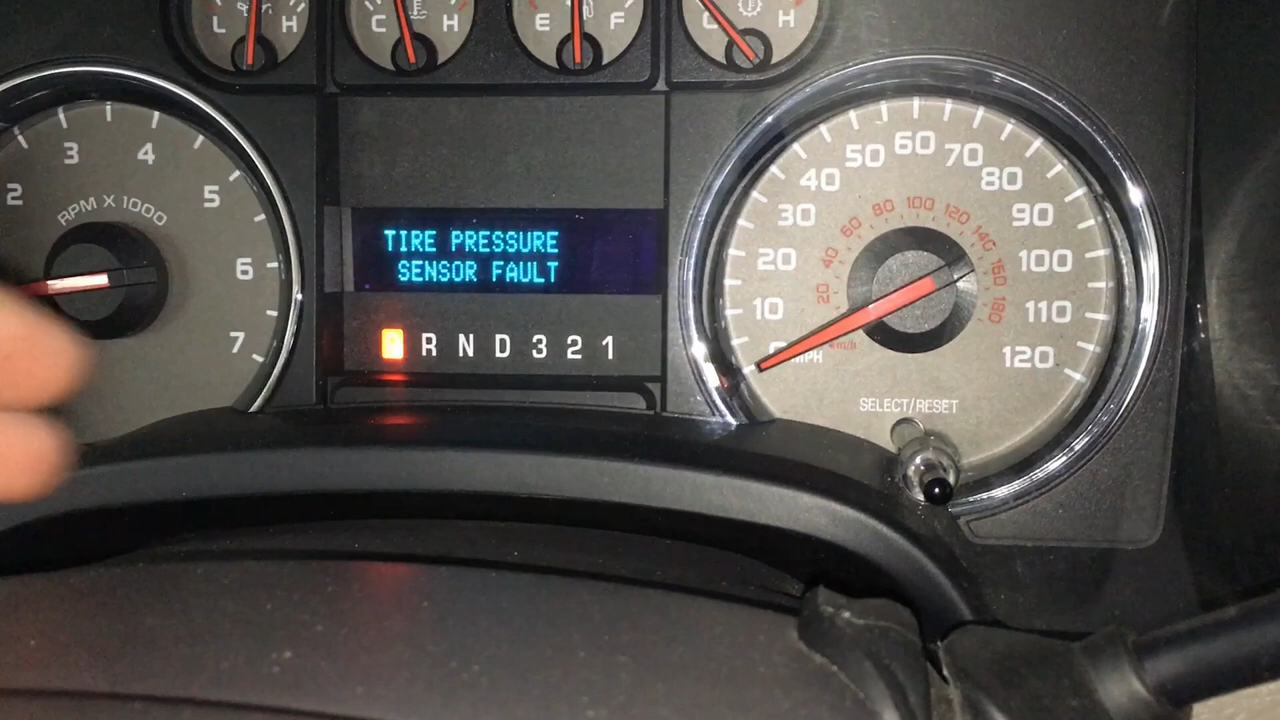 L H
C H
E F
C H
2 3 4 5 6 7
RPM X 1000
TIRE PRESSURE
SENSOR FAULT
P R N D 3 2 1
10 20 30 40 50 60 70 80 90 100 110 120
20 40 60 80 100 120 140 160 180
km/h
MPH
SELECT/RESET